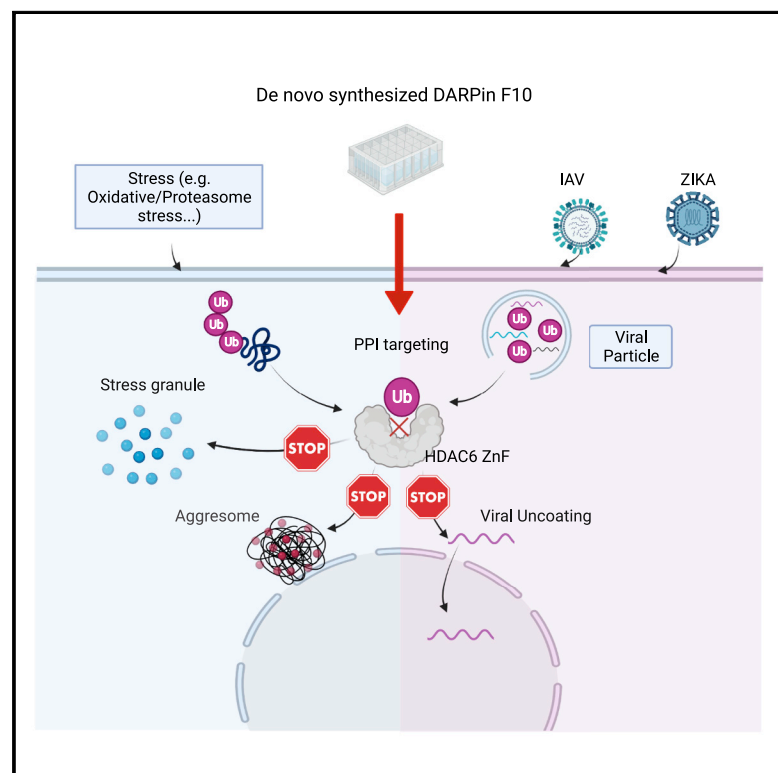 De novo synthesized DARPin F10
Stress (e.g.
Oxidative/Proteasome
stress...)
IAV
ZIKA
Ub
Ub
Ub
PPI targeting
Ub
Ub
Ub
Viral
Particle
Stress granule
Ub
STOP
HDAC6 ZnF
STOP
STOP
Aggresome
Viral Uncoating